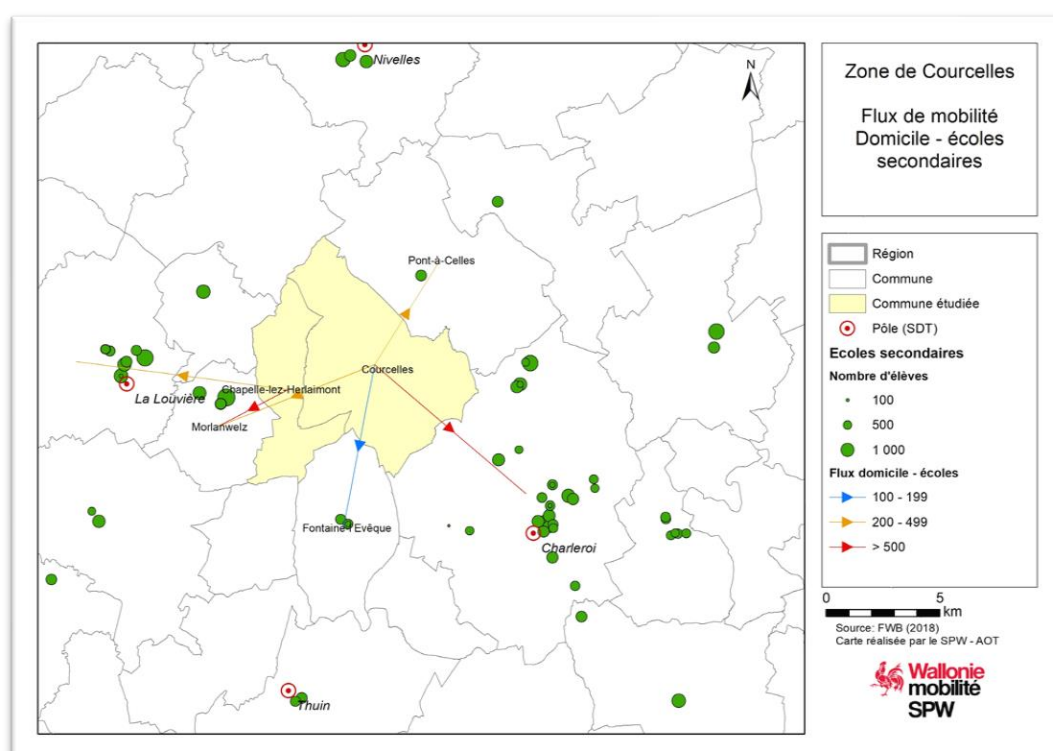 Nivelles
Pont-à-Celles
Courcelles
Chapelle-lez-Herlaimont
La Louvière
Morlanwelz
Fontaine-l'Evêque
Charleroi
Thuin
N
Zone de Courcelles
Flux de mobilité
Domicile - écoles
secondaires
Région
Commune
Commune étudiée
Pôle (SDT)
Ecoles secondaires
Nombre d'élèves
100
500
1 000
Flux domicile - écoles
100 - 199
200 - 499
> 500
0 5
km
Source: FWB (2018)
Carte réalisée par le SPW - AOT
Wallonie
mobilité
SPW